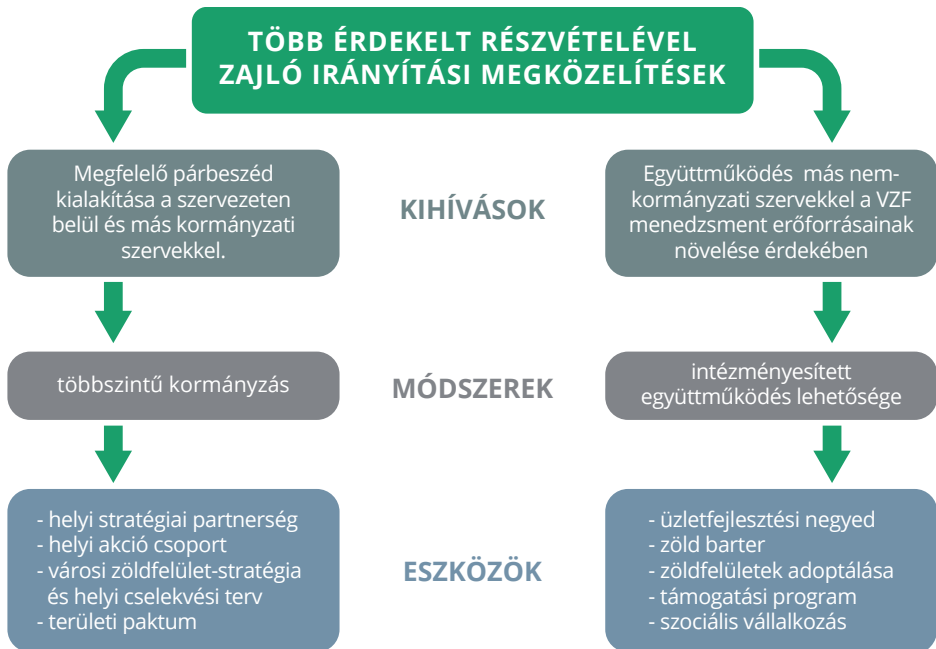 TÖBB ÉRDEKELT RÉSZVÉTELÉVEL
ZAJLÓ IRÁNYÍTÁSI MEGKÖZELÍTÉSEK
Megfelelő párbeszéd
kialakítása a szervezeten
belül és más kormányzati
szervekkel.
KIHÍVÁSOK
Együttműködés más nem-
kormányzati szervekkel a VZF
menedzsment erőforrásainak
növelése érdekében
többszintű kormányzás
MÓDSZEREK
intézményesített
együttműködés lehetősége
- helyi stratégiai partnerség
- helyi akció csoport
- városi zöldfelület-stratégia
és helyi cselekvési terv
- területi paktum
ESZKÖZÖK
- üzletfejlesztési negyed
- zöld barter
- zöldfelületek adoptálása
- támogatási program
- szociális vállalkozás